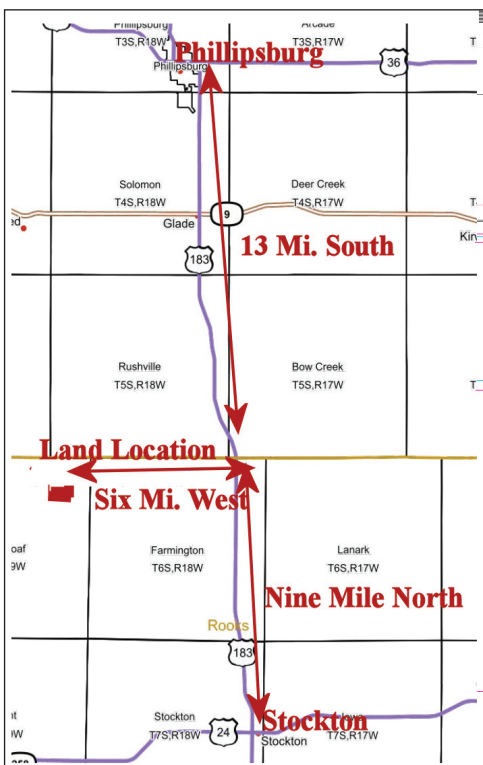 Phillipsburg
Arcade
T3S,R18W
T3S,R17W
Phillipsburg
36
Phillipsburg
Solomon
Deer Creek
T4S,R18W
T4S,R17W
9
Glade
13 Mi. South
183
Rushville
Bow Creek
T5S,R18W
T5S,R17W
Land Location
Six Mi. West
Farmington
Lanark
T6S,R18W
T6S,R17W
Nine Mile North
Rooks
183
Stockton
Stockton
T7S,R18W
24
T7S,R17W
Stockton